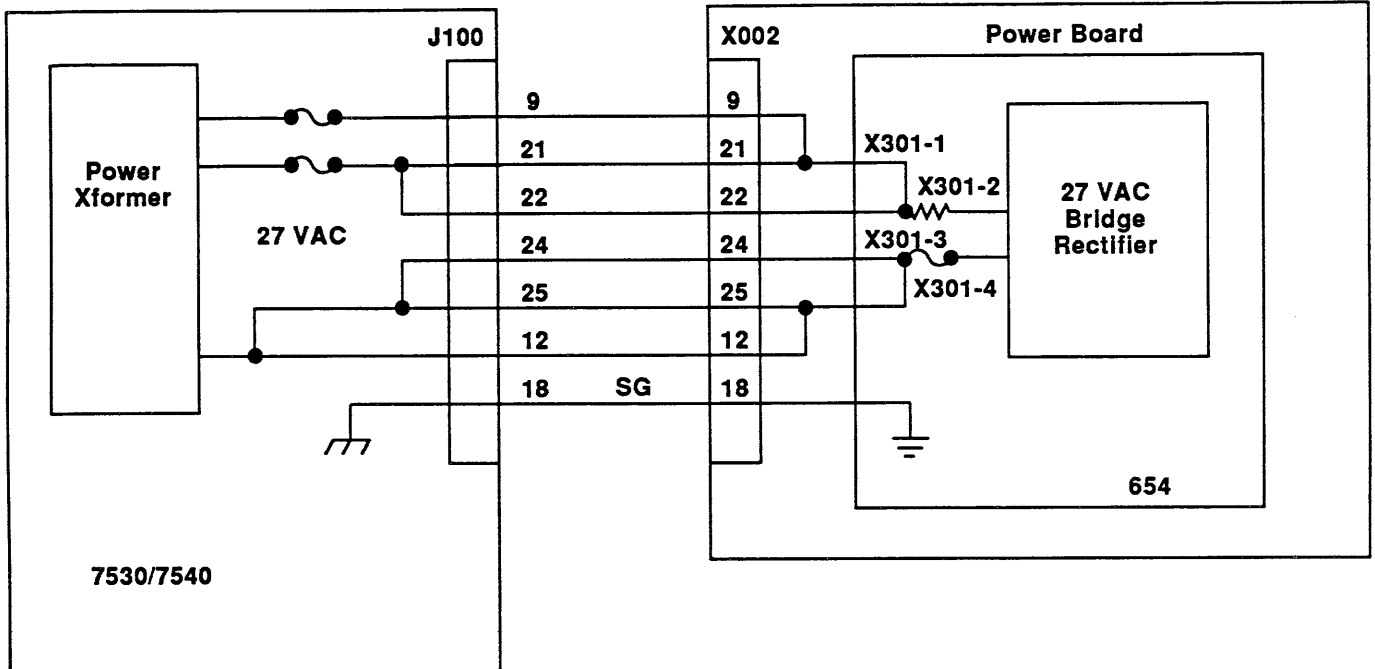 J100
X002
Power Board
9
9
21
21
X301-1
Power
Xformer
22
22
X301-2
27 VAC
Bridge
Rectifier
27 VAC
24
24
X301-3
25
25
X301-4
12
12
18
SG
18
654
7530/7540